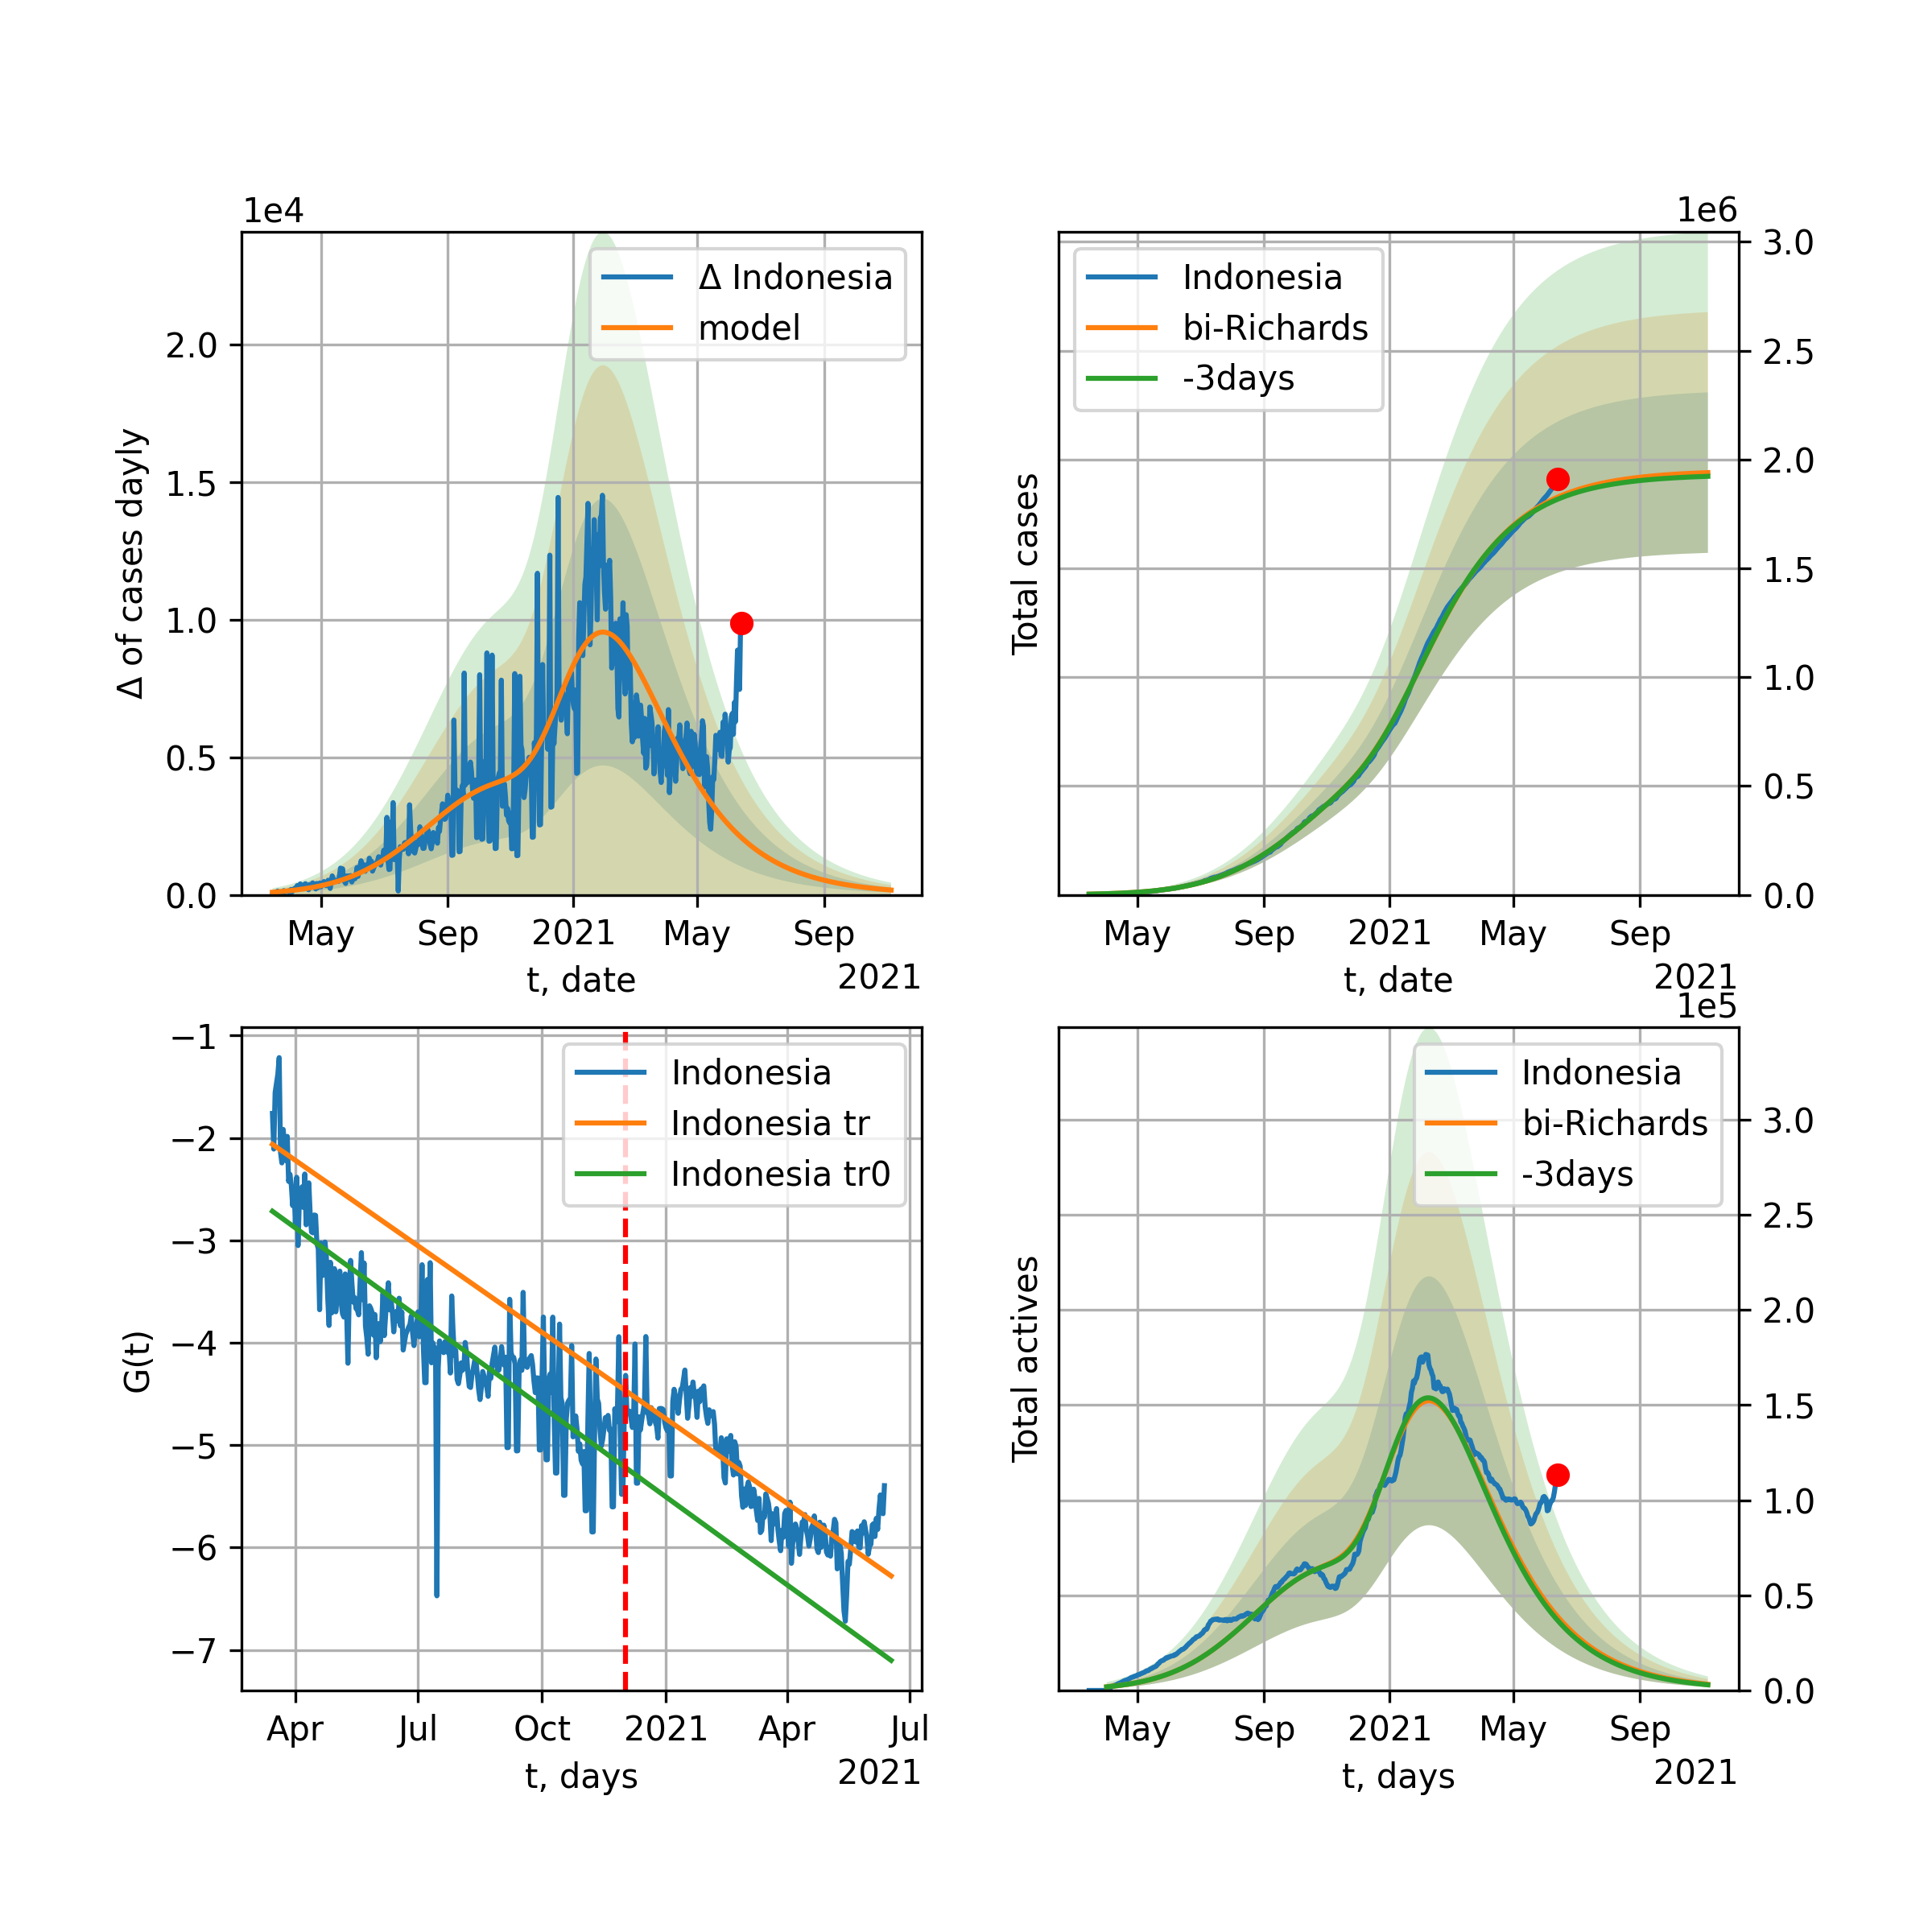 1e4
Δ Indonesia
model
2.0
1.5
1.0
0.5
0.0
Δ of cases dayly
May Sep 2021 May Sep
t, date
2021
1e6
Indonesia
bi-Richards
-3days
3.0
2.5
2.0
1.5
1.0
0.5
0.0
Total cases
May Sep 2021 May Sep
t, date
2021
−1
−2
−3
−4
−5
−6
−7
G(t)
Indonesia
Indonesia tr
Indonesia tr0
Apr Jul Oct 2021 Apr Jul
t, days
2021
1e5
Indonesia
bi-Richards
-3days
3.0
2.5
2.0
1.5
1.0
0.5
0.0
Total actives
May Sep 2021 May Sep
t, days
2021